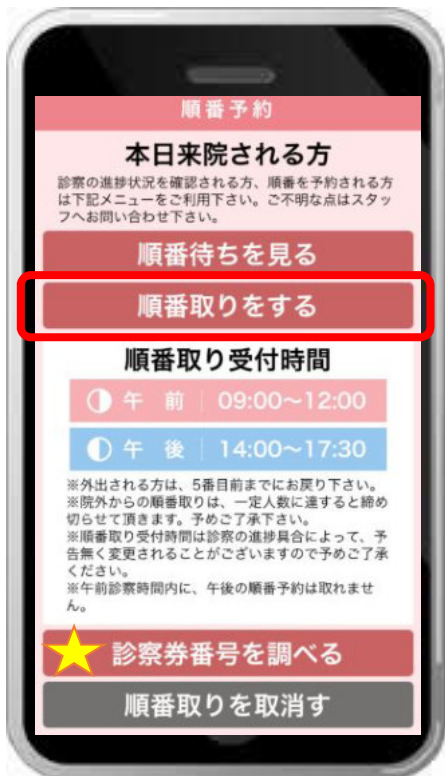 順番予約
本日来院される方
診察の進捗状況を確認される方、順番を予約される方
は下記メニューをご利用下さい。ご不明な点はスタッ
フへお問い合わせ下さい。
順番待ちを見る
順番取りをする
順番取り受付時間
午 前 09:00～12:00
午 後 14:00～17:30
※外出される方は、5番目前までにお戻り下さい。
※院外からの順番取りは、一定人数に達すると締め
切らせて頂きます。予めご了承下さい。
※順番取り受付時間は診察の進捗具合によって、予
告無く変更されることがございますので予めご了承
ください。
※午前診察時間内に、午後の順番予約は取れませ
ん。
診察券番号を調べる
順番取りを取消す